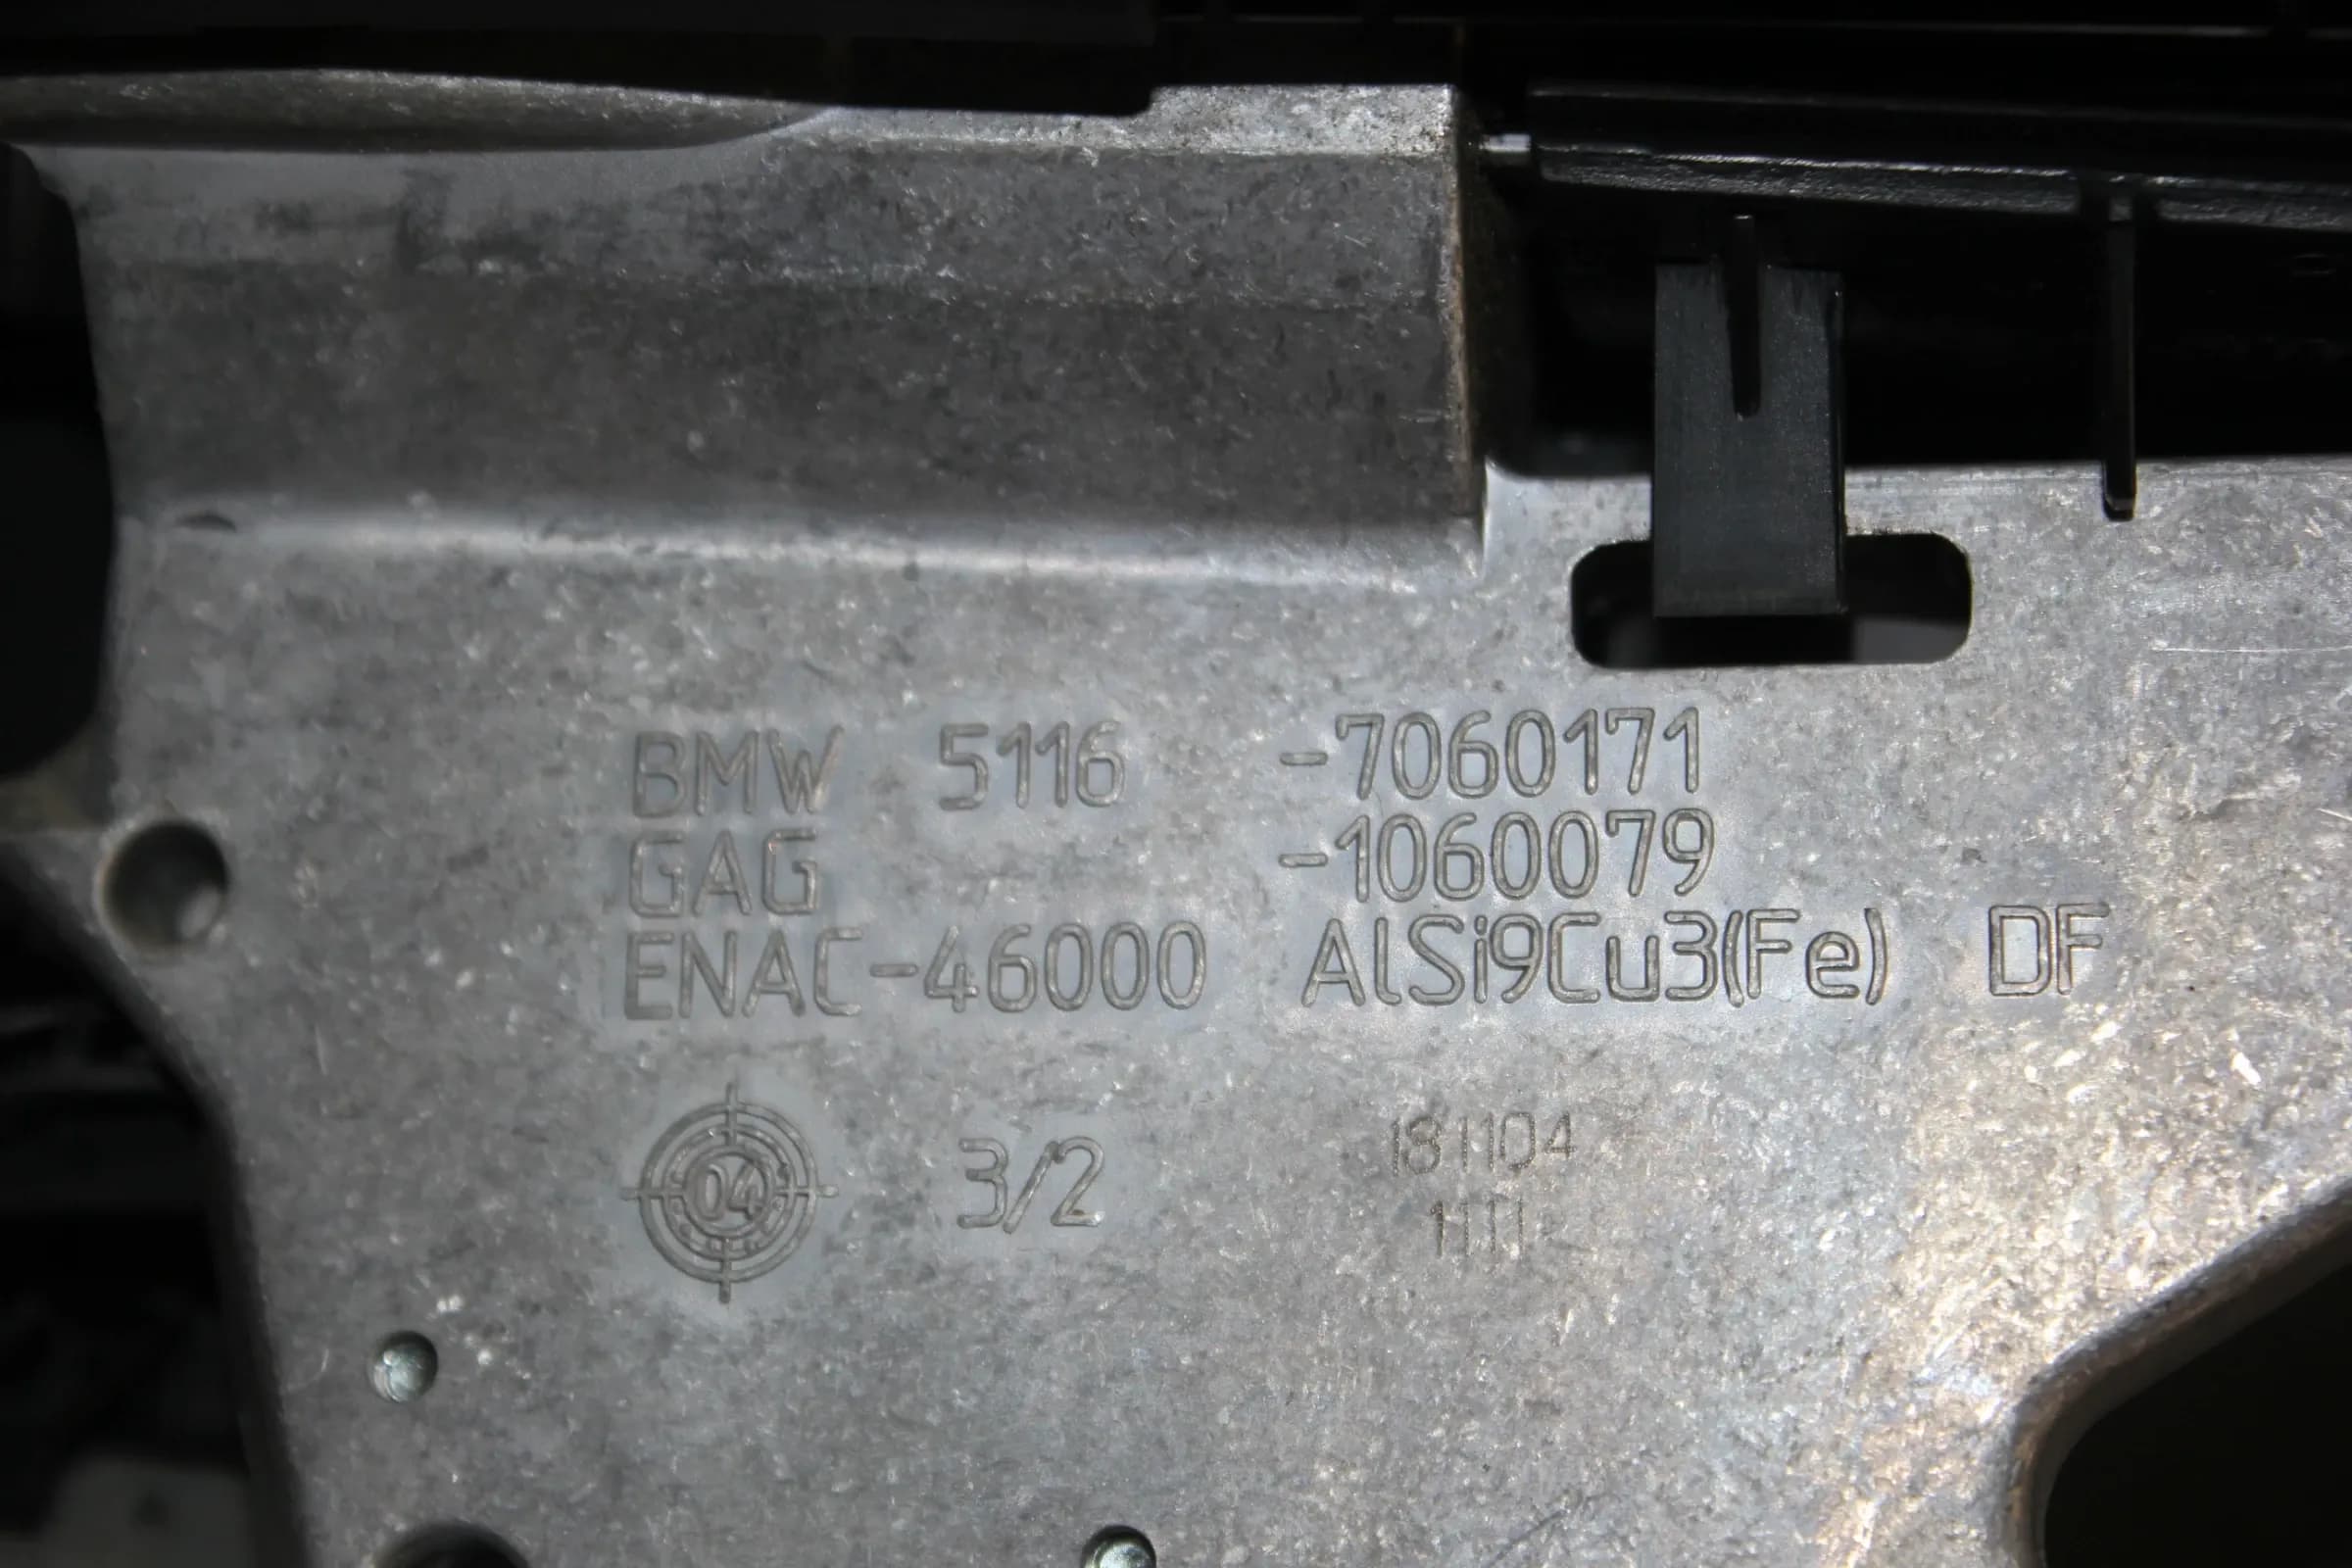 BMW 5116 -7060171
GAG -1060079
ENAC-46000 AlSi9Cu3(Fe) DF
04 3/2 181104